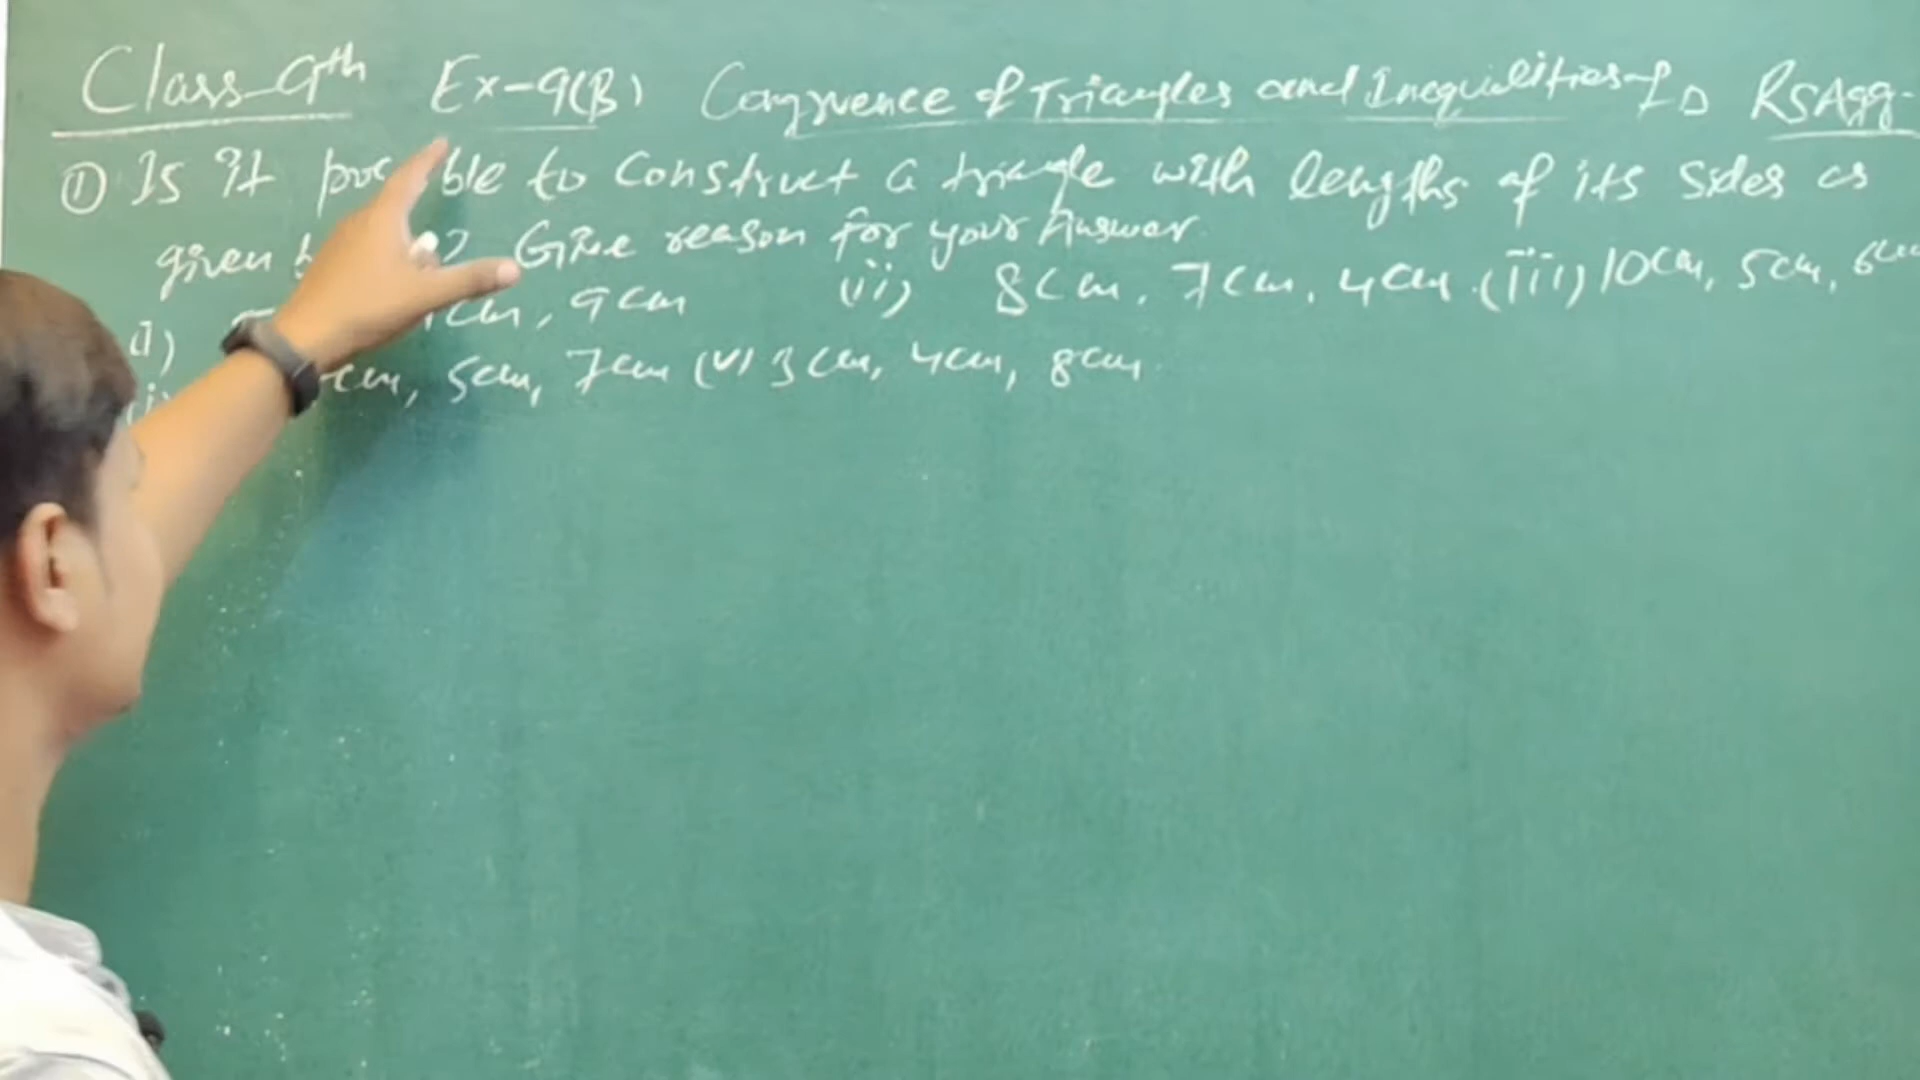 Class-9th Ex-9(B) Congruence of Triangles and Inequalities RSAgg-
① Is it to construct a triangle with lengths of its sides as
given ? Give reason for your Answer
9cm (ii) 8cm, 7cm, 4cm. (iii) 10cm, 5cm, 6cm
cm, 5cm, 7cm (v) 3cm, 4cm, 8cm.